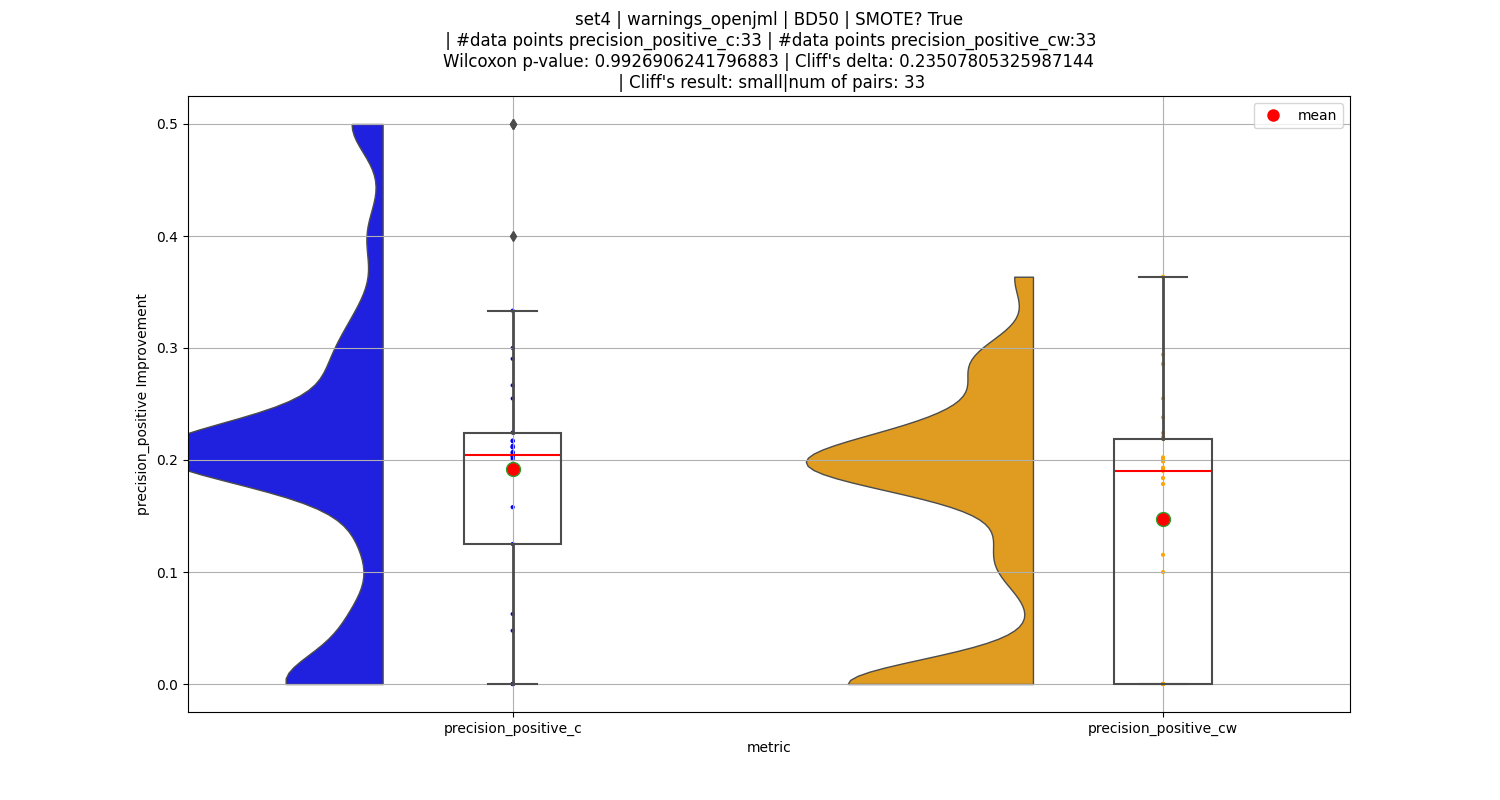 set4 | warnings_openjml | BD50 | SMOTE? True
| #data points precision_positive_c:33 | #data points precision_positive_cw:33
Wilcoxon p-value: 0.9926906241796883 | Cliff's delta: 0.23507805325987144
| Cliff's result: small|num of pairs: 33
mean
precision_positive Improvement
0.5
0.4
0.3
0.2
0.1
0.0
precision_positive_c
precision_positive_cw
metric